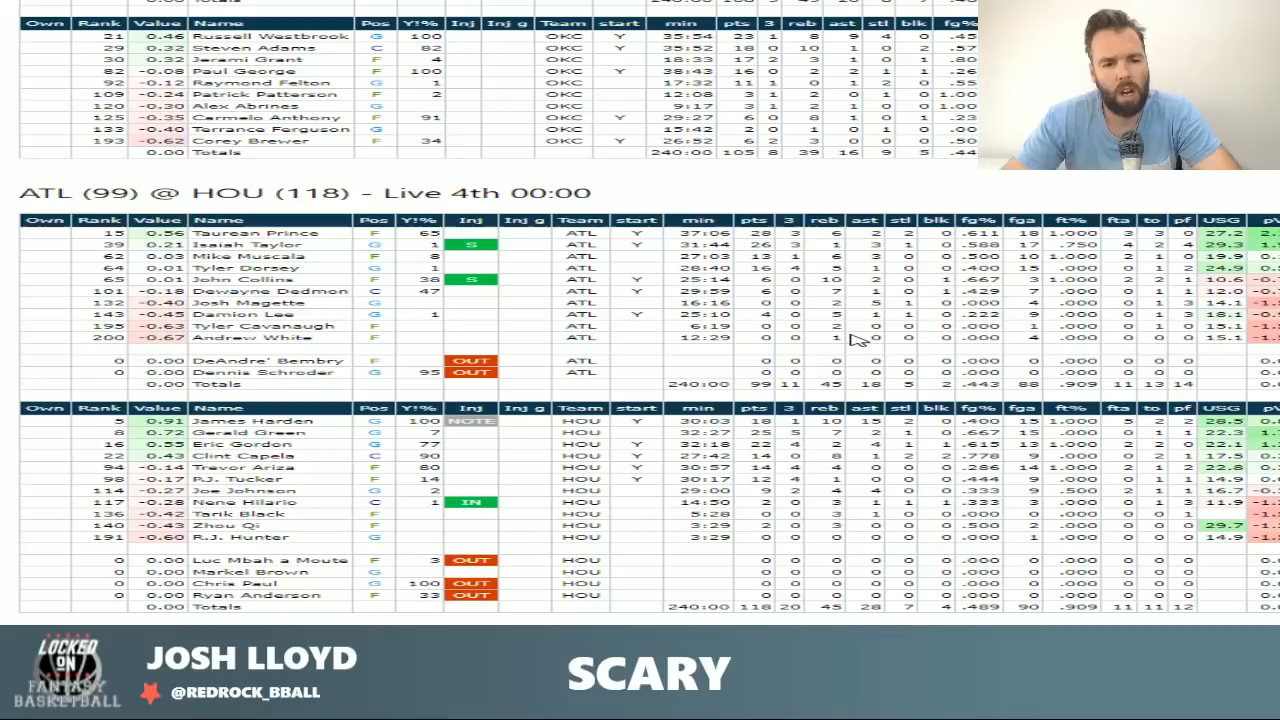 Own Rank Value Name Pos Y!% Inj Inj g Team start min pts 3 reb ast stl blk fg%
21 0.46 Russell Westbrook G 100 OKC Y 35:54 23 1 8 9 4 0 .45
29 0.32 Steven Adams C 82 OKC Y 35:52 18 0 10 1 0 2 .57
30 0.32 Jerami Grant F 4 OKC 18:33 17 2 3 1 0 1 .80
82 -0.08 Paul George F 100 OKC Y 38:43 16 0 2 2 1 1 .26
92 -0.12 Raymond Felton G 1 OKC 17:32 11 1 0 1 2 0 .55
109 -0.24 Patrick Patterson F 2 OKC 12:08 3 1 2 0 1 0 1.00
120 -0.30 Alex Abrines G OKC 9:17 3 1 2 1 0 0 1.00
125 -0.35 Carmelo Anthony F 91 OKC Y 29:27 6 0 8 1 0 1 .23
133 -0.40 Terrance Ferguson G OKC 15:42 2 0 1 0 1 0 .00
193 -0.62 Corey Brewer F 34 OKC Y 26:52 6 2 3 0 0 0 .50
0.00 Totals 240:00 105 8 39 16 9 5 .44
ATL (99) @ HOU (118) - Live 4th 00:00
Own Rank Value Name Pos Y!% Inj Inj g Team start min pts 3 reb ast stl blk fg% fga ft% fta to pf USG
15 0.56 Taurean Prince F 65 ATL Y 37:06 28 3 6 2 2 0 .611 18 1.000 3 3 0 27.2
39 0.21 Isaiah Taylor G 1 S ATL Y 31:44 26 3 1 3 1 0 .588 17 .750 4 2 4 29.3
62 0.03 Mike Muscala F 8 ATL 27:03 13 1 6 3 0 0 .500 10 1.000 2 2 0 19.9
64 0.01 Tyler Dorsey G 1 ATL 28:40 16 4 5 1 0 0 .400 15 .000 0 1 2 24.9
65 0.01 John Collins F 38 S ATL Y 25:14 6 0 10 2 0 1 .667 3 1.000 2 2 1 10.6
101 -0.18 Dewayne Dedmon C 47 ATL Y 29:59 6 0 7 1 0 1 .429 7 .000 0 1 1 12.0
132 -0.40 Josh Magette G ATL 16:16 0 0 2 5 1 0 .000 4 .000 0 1 3 14.1
143 -0.45 Damion Lee G 1 ATL Y 25:10 4 0 5 1 1 0 .222 9 .000 0 0 3 18.1
195 -0.63 Tyler Cavanaugh F ATL 6:19 0 0 2 0 0 0 .000 1 .000 0 1 0 15.1
200 -0.67 Andrew White F ATL 12:29 0 0 1 0 0 0 .000 4 .000 0 0 0 15.1
0 0.00 DeAndre' Bembry F OUT ATL 0 0 0 0 0 0 .000 0 .000 0 0 0
0 0.00 Dennis Schroder G 95 OUT ATL 0 0 0 0 0 0 .000 0 .000 0 0 0
0.00 Totals 240:00 99 11 45 18 5 2 .443 88 .909 11 13 14
Own Rank Value Name Pos Y!% Inj Inj g Team start min pts 3 reb ast stl blk fg% fga ft% fta to pf USG
5 0.91 James Harden G 100 NOTE HOU Y 30:03 18 1 10 15 2 0 .400 15 1.000 5 2 2 28.5
8 0.72 Gerald Green G 7 HOU 32:27 25 5 7 2 1 0 .667 15 .000 0 1 1 22.3
16 0.55 Eric Gordon G 77 HOU Y 32:18 22 4 2 4 1 1 .615 13 1.000 2 2 0 22.1
22 0.43 Clint Capela C 90 HOU Y 27:42 14 0 8 1 2 2 .778 9 .000 0 1 2 17.5
94 -0.14 Trevor Ariza F 80 HOU Y 30:57 14 4 4 0 0 0 .286 14 1.000 2 1 2 22.8
98 -0.17 P.J. Tucker F 14 HOU Y 30:17 12 4 1 0 0 0 .444 9 .000 0 1 2 14.9
114 -0.27 Joe Johnson G 2 HOU 29:00 9 2 4 4 0 0 .333 9 .500 2 1 1 16.7
117 -0.28 Nene Hilario C 1 IN HOU 14:50 2 0 3 1 1 1 .333 3 .000 0 1 3 11.9
136 -0.42 Tarik Black F HOU 5:28 0 0 3 1 0 0 .000 0 .000 0 0 1
140 -0.43 Zhou Qi F HOU 3:29 2 0 3 0 0 0 .500 2 .000 0 1 0 29.7
191 -0.60 R.J. Hunter G HOU 3:29 0 0 0 0 0 0 .000 1 .000 0 0 0 14.9
0 0.00 Luc Mbah a Moute F 3 OUT HOU 0 0 0 0 0 0 .000 0 .000 0 0 0
0 0.00 Markel Brown G HOU 0 0 0 0 0 0 .000 0 .000 0 0 0
0 0.00 Chris Paul G 100 OUT HOU 0 0 0 0 0 0 .000 0 .000 0 0 0
0 0.00 Ryan Anderson F 33 OUT HOU 0 0 0 0 0 0 .000 0 .000 0 0 0
0.00 Totals 240:00 118 20 45 28 7 4 .489 90 .909 11 11 12
LOCKED ON FANTASY BASKETBALL
JOSH LLOYD
@REDROCK_BBALL
SCARY